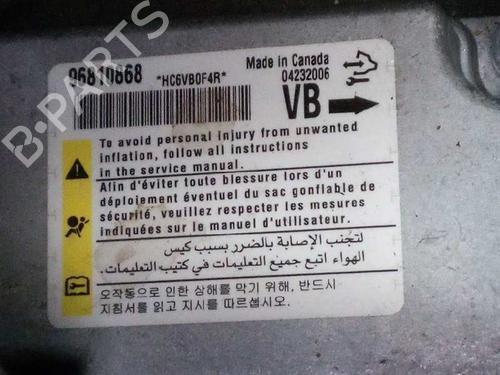 96810868
*HC6VB0F4R*
Made in Canada
04232006
VB
To avoid personal injury from unwanted
inflation, follow all instructions
in the service manual.
Afin d'éviter toute blessure lors d'un
déploiement éventuel du sac gonflable de
sécurité, veuillez respecter les mesures
indiquées sur le manuel d'utilisateur.
لتجنب الإصابة بالضرر بسبب كيس
الهواء اتبع جميع التعليمات في كتيب التعليمات.
오작동으로 인한 상해를 막기 위해, 반드시
지침서를 읽고 지시를 따르십시오.
B-PARTS